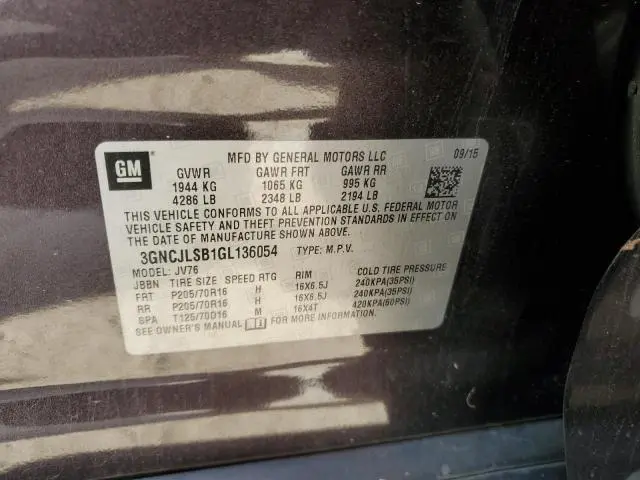 GM
MFD BY GENERAL MOTORS LLC 09/15
GVWR GAWR FRT GAWR RR
1944 KG 1065 KG 995 KG
4286 LB 2348 LB 2194 LB
THIS VEHICLE CONFORMS TO ALL APPLICABLE U.S. FEDERAL MOTOR
VEHICLE SAFETY AND THEFT PREVENTION STANDARDS IN EFFECT ON
THE DATE OF MANUFACTURE SHOWN ABOVE.
3GNCJLSB1GL136054 TYPE: M.P.V.
MODEL: JV76
JBBN TIRE SIZE SPEED RTG RIM COLD TIRE PRESSURE
FRT P205/70R16 H 16X6.5J 240KPA(35PSI)
RR P205/70R16 H 16X6.5J 240KPA(35PSI)
SPA T125/70D16 M 16X4T 420KPA(60PSI)
SEE OWNER'S MANUAL FOR MORE INFORMATION.